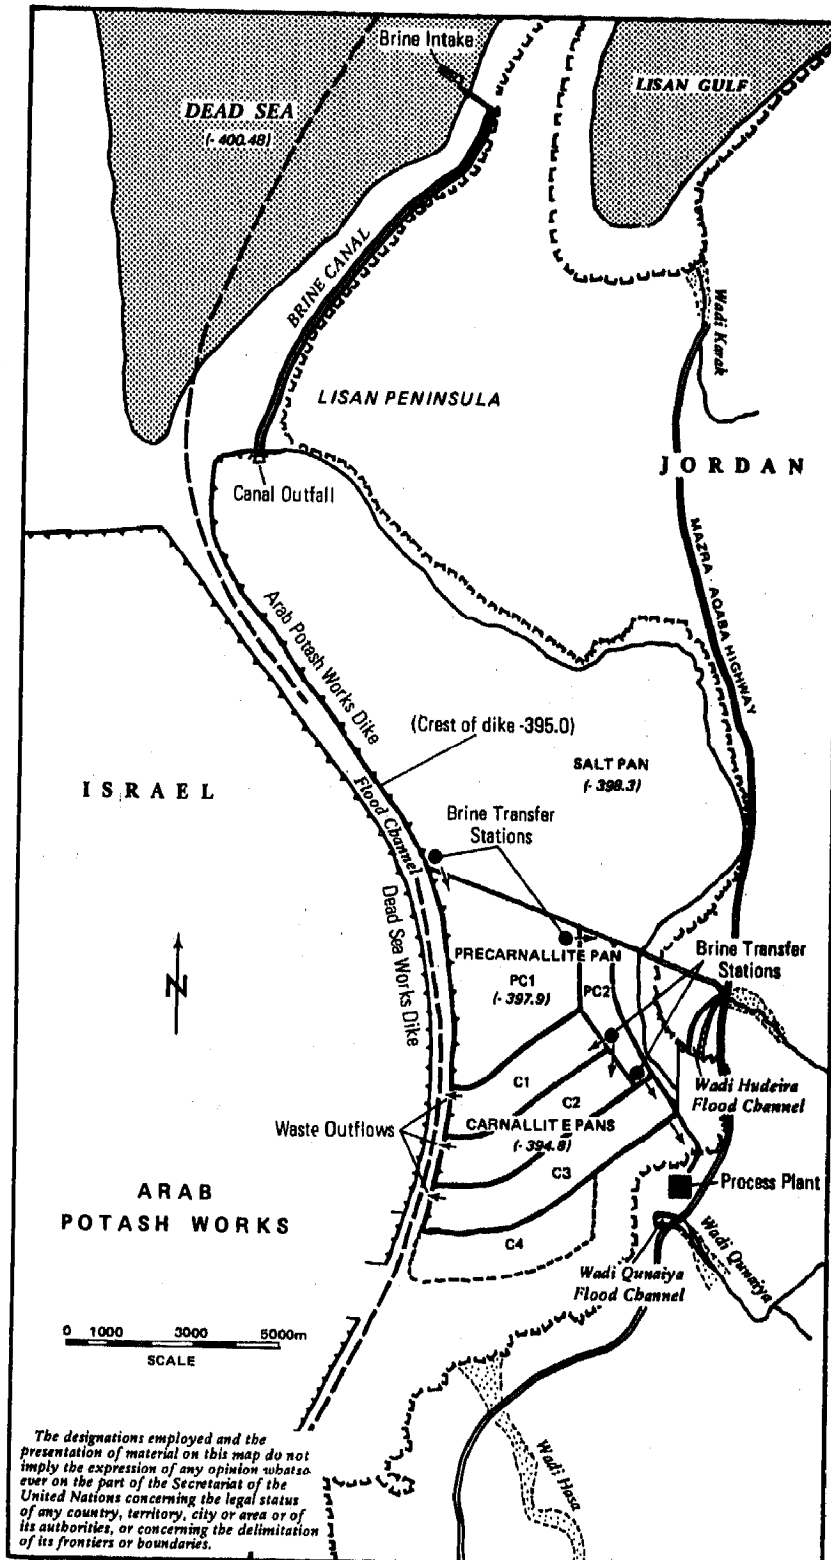 Brine Intake
LISAN GULF
DEAD SEA
(- 400.48)
BRINE CANAL
Wadi Karak
LISAN PENINSULA
JORDAN
Canal Outfall
MAZRA - AQABA HIGHWAY
Arab Potash Works Dike
(Crest of dike -395.0)
SALT PAN
(- 398.3)
ISRAEL
Flood Channel
Brine Transfer
Stations
Dead Sea Works Dike
N
PRECARNALLITE PAN
PC1
(- 397.9)
PC2
Brine Transfer
Stations
C1
C2
Wadi Hudeira
Flood Channel
Waste Outflows
CARNALLITE PANS
(- 394.8)
C3
Process Plant
ARAB
POTASH WORKS
C4
Wadi Qunaiya
Wadi Qunaiya
Flood Channel
0 1000 3000 5000m
SCALE
Wadi Hasa
The designations employed and the
presentation of material on this map do not
imply the expression of any opinion whatso
ever on the part of the Secretariat of the
United Nations concerning the legal status
of any country, territory, city or area or of
its authorities, or concerning the delimitation
of its frontiers or boundaries.